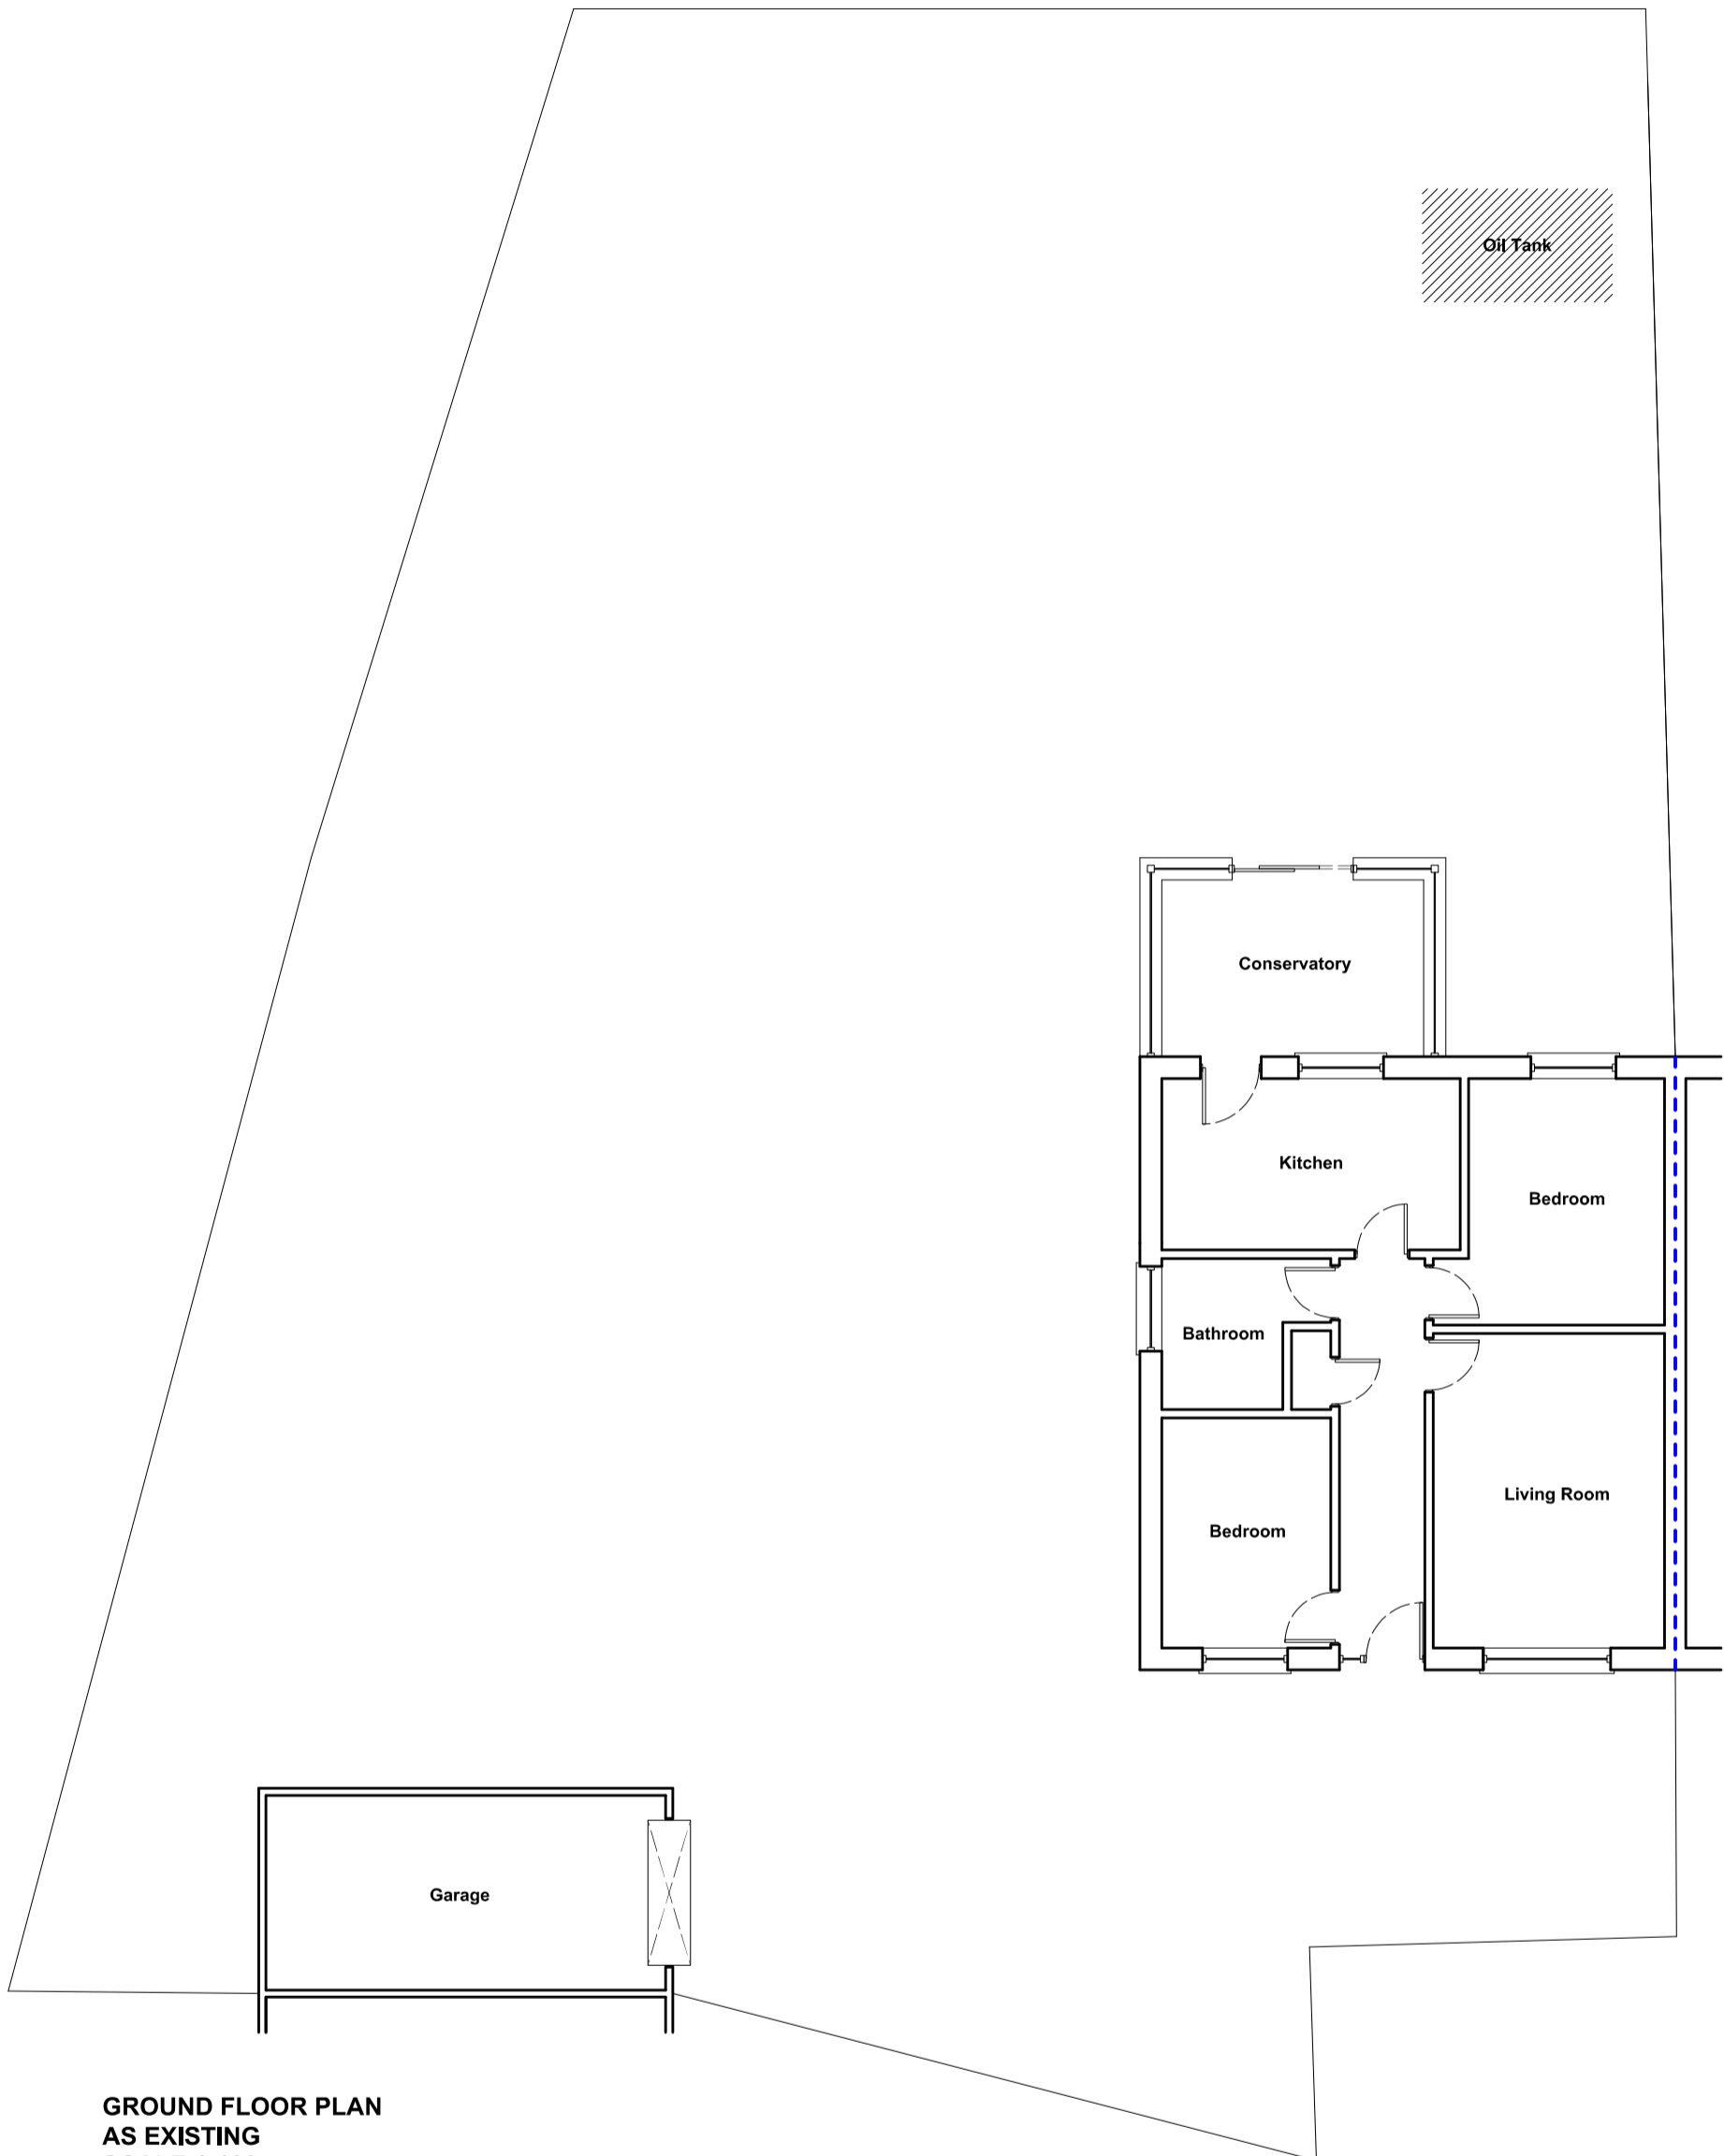 Oil Tank
Conservatory
Kitchen
Bedroom
Bathroom
Living Room
Bedroom
Garage
GROUND FLOOR PLAN
AS EXISTING